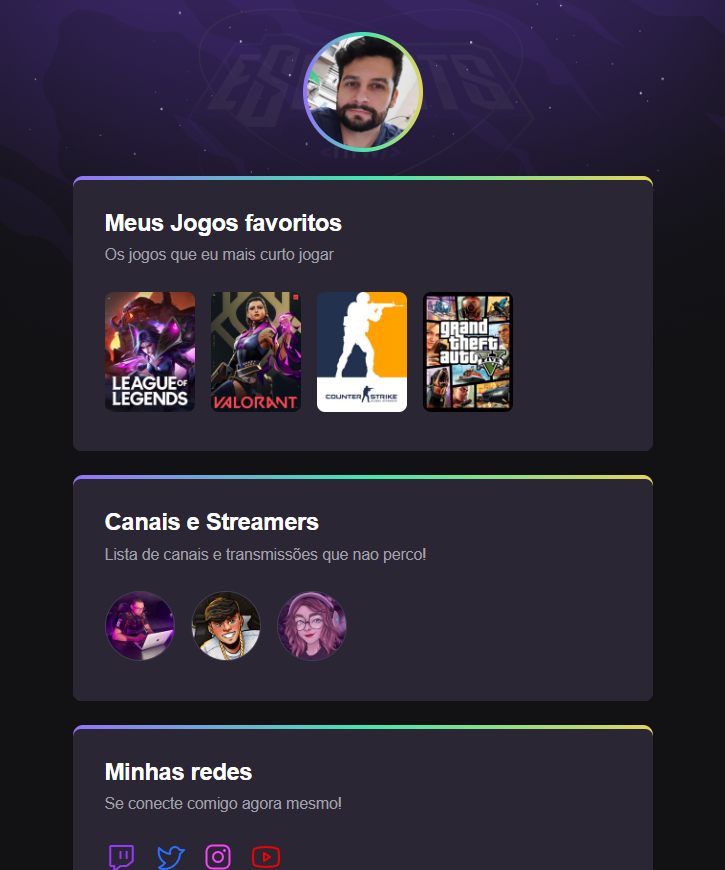 Meus Jogos favoritos
Os jogos que eu mais curto jogar
LEAGUE OF
LEGENDS
VALORANT
COUNTER STRIKE
grand
theft
auto
V
Canais e Streamers
Lista de canais e transmissões que nao perco!
Minhas redes
Se conecte comigo agora mesmo!